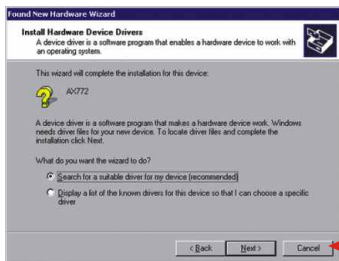 Found New Hardware Wizard
Install Hardware Device Drivers
A device driver is a software program that enables a hardware device to work with
an operating system.
This wizard will complete the installation for this device:
AX772
A device driver is a software program that makes a hardware device work. Windows
needs driver files for your new device. To locate driver files and complete the
installation click Next.
What do you want the wizard to do?
Search for a suitable driver for my device (recommended)
Display a list of the known drivers for this device so that I can choose a specific
driver
< Back Next > Cancel